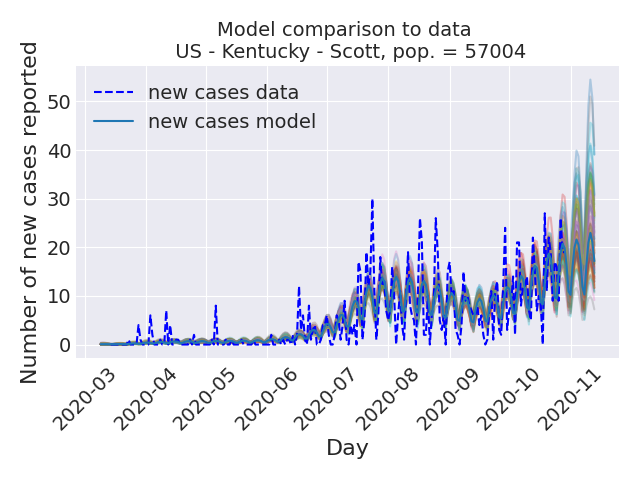 Model comparison to data
US - Kentucky - Scott, pop. = 57004
Number of new cases reported
50
40
30
20
10
0
new cases data
new cases model
2020-03
2020-04
2020-05
2020-06
2020-07
2020-08
2020-09
2020-10
2020-11
Day